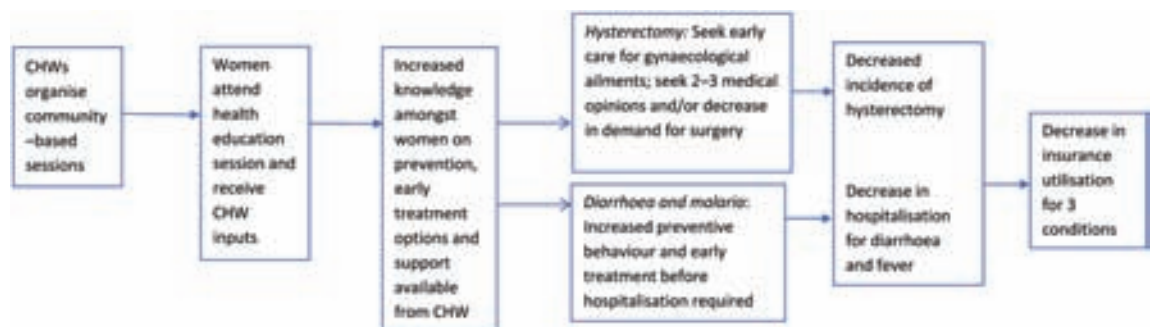 CHWs
organise
community
–based
sessions
Women
attend
health
education
session and
receive
CHW
inputs
Increased
knowledge
amongst
women on
prevention,
early
treatment
options and
support
available
from CHW
Hysterectomy: Seek early
care for gynaecological
ailments; seek 2–3 medical
opinions and/or decrease
in demand for surgery
Diarrhoea and malaria:
Increased preventive
behaviour and early
treatment before
hospitalisation required
Decreased
incidence of
hysterectomy
Decrease in
hospitalisation
for diarrhoea
and fever
Decrease in
insurance
utilisation
for 3
conditions